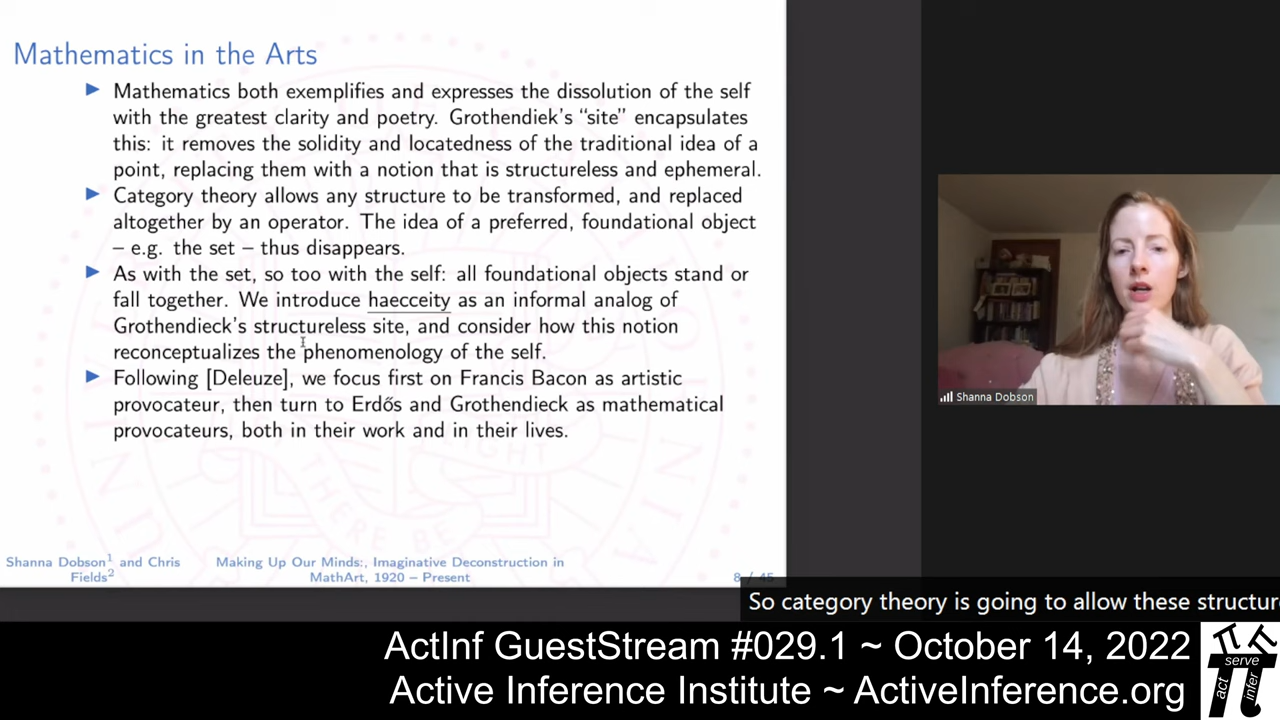 Mathematics in the Arts
Mathematics both exemplifies and expresses the dissolution of the self
with the greatest clarity and poetry. Grothendiek's “site” encapsulates
this: it removes the solidity and locatedness of the traditional idea of a
point, replacing them with a notion that is structureless and ephemeral.
Category theory allows any structure to be transformed, and replaced
altogether by an operator. The idea of a preferred, foundational object
– e.g. the set – thus disappears.
As with the set, so too with the self: all foundational objects stand or
fall together. We introduce haecceity as an informal analog of
Grothendieck's structureless site, and consider how this notion
reconceptualizes the phenomenology of the self.
Following [Deleuze], we focus first on Francis Bacon as artistic
provocateur, then turn to Erdős and Grothendieck as mathematical
provocateurs, both in their work and in their lives.
Shanna Dobson
Shanna Dobson¹ and Chris
Fields²
Making Up Our Minds:, Imaginative Deconstruction in
MathArt, 1920 – Present
8 / 45
So category theory is going to allow these structur
ActInf GuestStream #029.1 ~ October 14, 2022
Active Inference Institute ~ ActiveInference.org
serve
act
infer